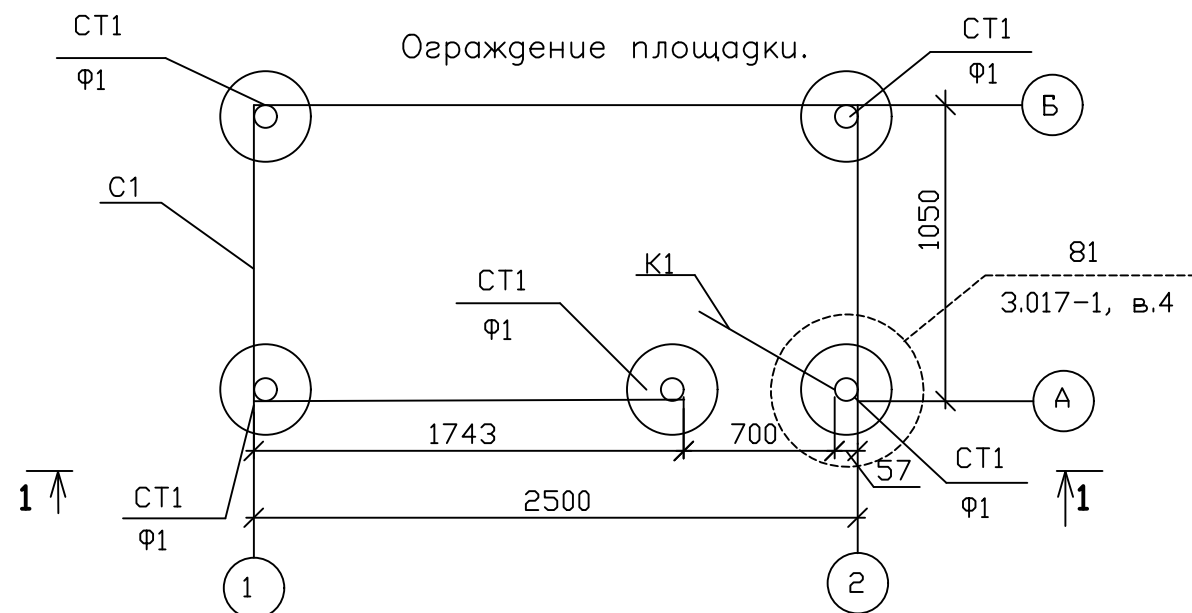 СТ1
Ф1
Ограждение площадки.
СТ1
Ф1
Б
С1
1050
К1
81
3.017-1, в.4
СТ1
Ф1
А
1743
700
57
СТ1
Ф1
1
СТ1
Ф1
2500
1
1
2